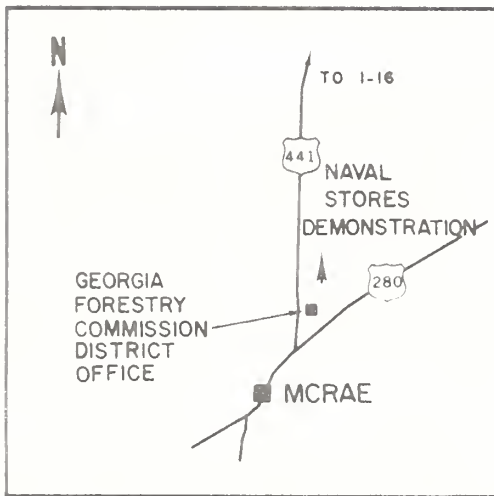 N
TO I-16
441
NAVAL
STORES
DEMONSTRATION
280
GEORGIA
FORESTRY
COMMISSION
DISTRICT
OFFICE
MCRAE